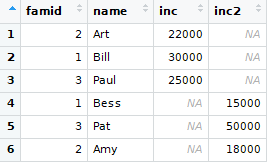 famid name inc inc2
1 2 Art 22000 NA
2 1 Bill 30000 NA
3 3 Paul 25000 NA
4 1 Bess NA 15000
5 3 Pat NA 50000
6 2 Amy NA 18000